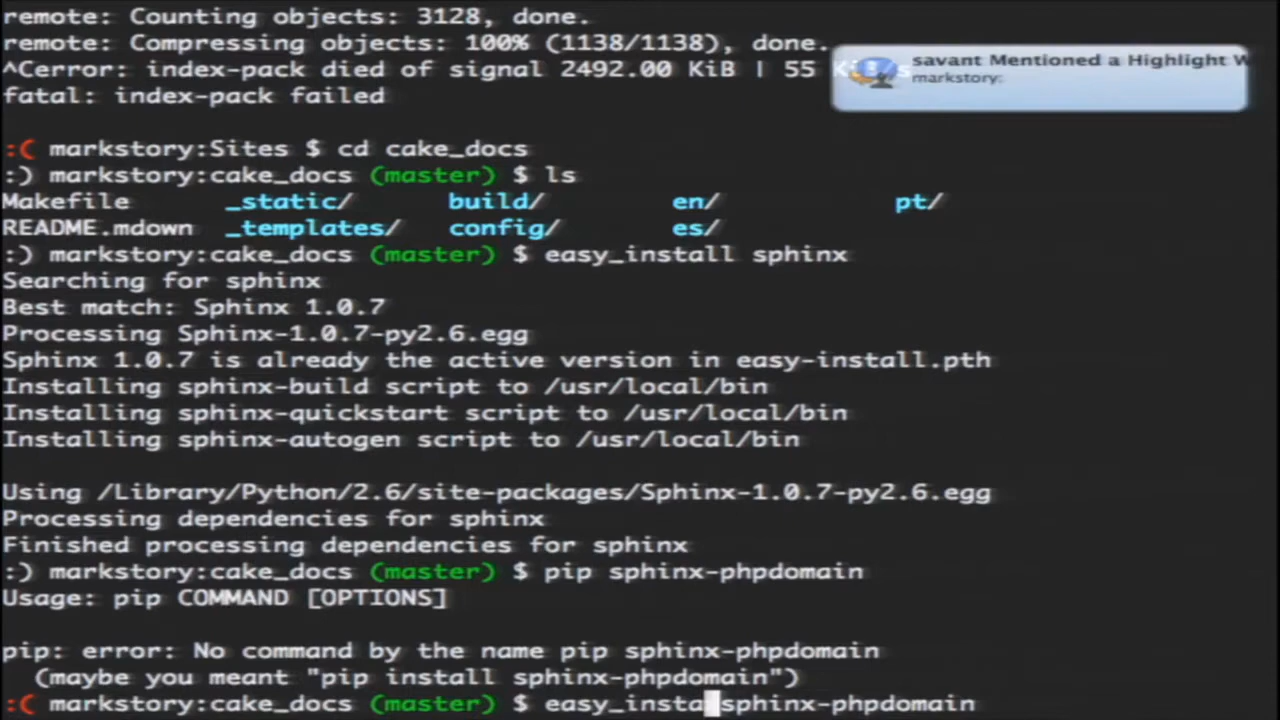 remote: Counting objects: 3128, done.
remote: Compressing objects: 100% (1138/1138), done.
^Cerror: index-pack died of signal 2492.00 KiB | 55
fatal: index-pack failed
savant Mentioned a Highlight W
markstory:
:( markstory:Sites $ cd cake_docs
:) markstory:cake_docs (master) $ ls
Makefile _static/ build/ en/ pt/
README.mdown _templates/ config/ es/
:) markstory:cake_docs (master) $ easy_install sphinx
Searching for sphinx
Best match: Sphinx 1.0.7
Processing Sphinx-1.0.7-py2.6.egg
Sphinx 1.0.7 is already the active version in easy-install.pth
Installing sphinx-build script to /usr/local/bin
Installing sphinx-quickstart script to /usr/local/bin
Installing sphinx-autogen script to /usr/local/bin
Using /Library/Python/2.6/site-packages/Sphinx-1.0.7-py2.6.egg
Processing dependencies for sphinx
Finished processing dependencies for sphinx
:) markstory:cake_docs (master) $ pip sphinx-phpdomain
Usage: pip COMMAND [OPTIONS]
pip: error: No command by the name pip sphinx-phpdomain
(maybe you meant "pip install sphinx-phpdomain")
:( markstory:cake_docs (master) $ easy_insta sphinx-phpdomain